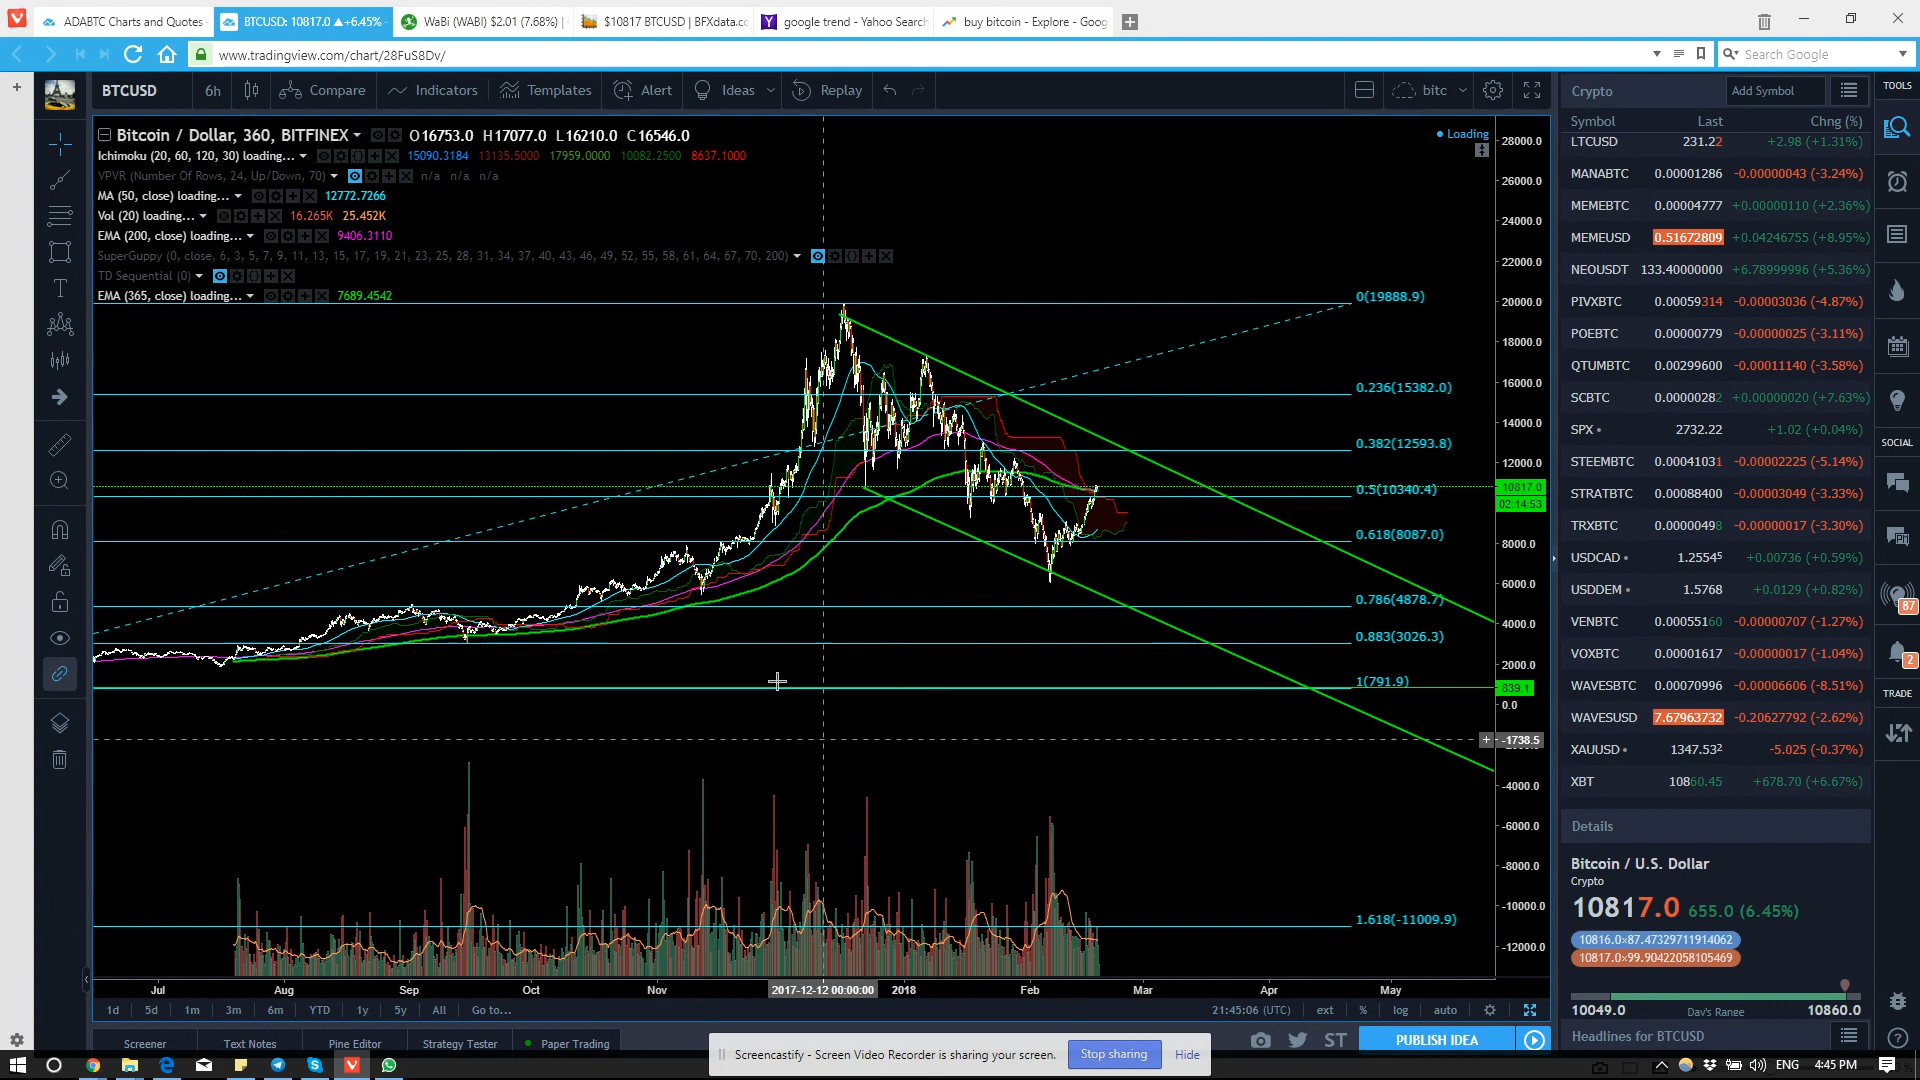 ADABTC Charts and Quotes
BTCUSD: 10817.0 ▲+6.45%
WaBi (WABI) $2.01 (7.68%) |
$10817 BTCUSD | BFXdata.cc
google trend - Yahoo Search
buy bitcoin - Explore - Goog
www.tradingview.com/chart/28FuS8Dv/
Search Google
BTCUSD
6h
Compare
Indicators
Templates
Alert
Ideas
Replay
bitc
Bitcoin / Dollar, 360, BITFINEX
O16753.0 H17077.0 L16210.0 C16546.0
Loading
Ichimoku (20, 60, 120, 30) loading... 15090.3184 13135.5000 17959.0000 10082.2500 8637.1000
VPVR (Number Of Rows, 24, Up/Down, 70) n/a n/a n/a
MA (50, close) loading... 12772.7266
Vol (20) loading... 16.265K 25.452K
EMA (200, close) loading... 9406.3110
SuperGuppy (0, close, 6, 3, 5, 7, 9, 11, 13, 15, 17, 19, 21, 23, 25, 28, 31, 34, 37, 40, 43, 46, 49, 52, 55, 58, 61, 64, 67, 70, 200)
TD Sequential (0)
EMA (365, close) loading... 7689.4542
0(19888.9)
0.236(15382.0)
0.382(12593.8)
0.5(10340.4)
0.618(8087.0)
0.786(4878.7)
0.883(3026.3)
1(791.9)
1.618(-11009.9)
28000.0
26000.0
24000.0
22000.0
20000.0
18000.0
16000.0
14000.0
12000.0
10817.0
02:14:53
8000.0
6000.0
4000.0
2000.0
839.1
0.0
-1738.5
-4000.0
-6000.0
-8000.0
-10000.0
-12000.0
Jul Aug Sep Oct Nov 2017-12-12 00:00:00 2018 Feb Mar Apr May
1d 5d 1m 3m 6m YTD 1y 5y All Go to...
21:45:06 (UTC) ext % log auto
Screener
Text Notes
Pine Editor
Strategy Tester
Paper Trading
ST
PUBLISH IDEA
Screencastify - Screen Video Recorder is sharing your screen.
Stop sharing
Hide
Crypto
Add Symbol
Symbol Last Chng (%)
LTCUSD 231.22 +2.98 (+1.31%)
MANABTC 0.00001286 -0.00000043 (-3.24%)
MEMEBTC 0.00004777 +0.00000110 (+2.36%)
MEMEUSD 0.51672809 +0.04246755 (+8.95%)
NEOUSDT 133.40000000 +6.78999996 (+5.36%)
PIVXBTC 0.00059314 -0.00003036 (-4.87%)
POEBTC 0.00000779 -0.00000025 (-3.11%)
QTUMBTC 0.00299600 -0.00011140 (-3.58%)
SCBTC 0.00000282 +0.00000020 (+7.63%)
SPX 2732.22 +1.02 (+0.04%)
STEEMBTC 0.00041031 -0.00002225 (-5.14%)
STRATBTC 0.00088400 -0.00003049 (-3.33%)
TRXBTC 0.00000498 -0.00000017 (-3.30%)
USDCAD 1.25545 +0.00736 (+0.59%)
USDDEM 1.5768 +0.0129 (+0.82%)
VENBTC 0.00055160 -0.00000707 (-1.27%)
VOXBTC 0.00001617 -0.00000017 (-1.04%)
WAVESBTC 0.00070996 -0.00006606 (-8.51%)
WAVESUSD 7.67963732 -0.20627792 (-2.62%)
XAUUSD 1347.532 -5.025 (-0.37%)
XBT 10860.45 +678.70 (+6.67%)
Details
Bitcoin / U.S. Dollar
Crypto
10817.0 655.0 (6.45%)
10816.0×87.47329711914062
10817.0×99.90422058105469
10049.0 Day's Range 10860.0
Headlines for BTCUSD
TOOLS
SOCIAL
87
2
TRADE
ENG 4:45 PM